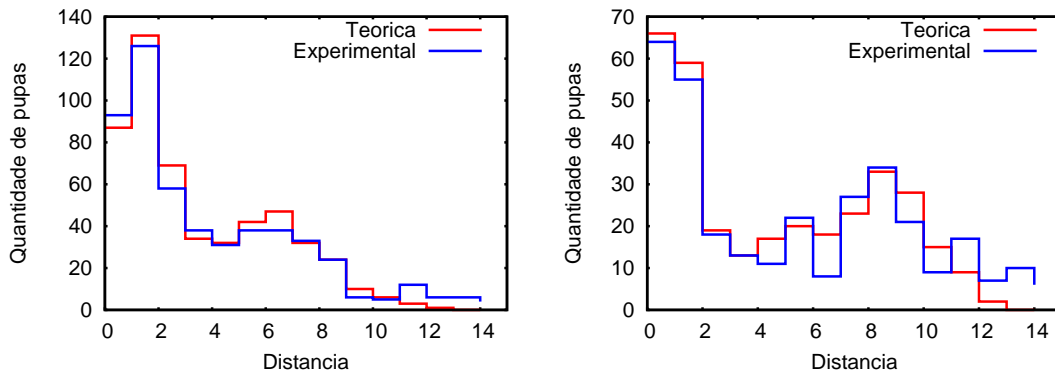 140
120
100
80
60
40
20
0
Quantidade de pupas
Teorica
Experimental
0 2 4 6 8 10 12 14
Distancia
70
60
50
40
30
20
10
0
Quantidade de pupas
Teorica
Experimental
0 2 4 6 8 10 12 14
Distancia